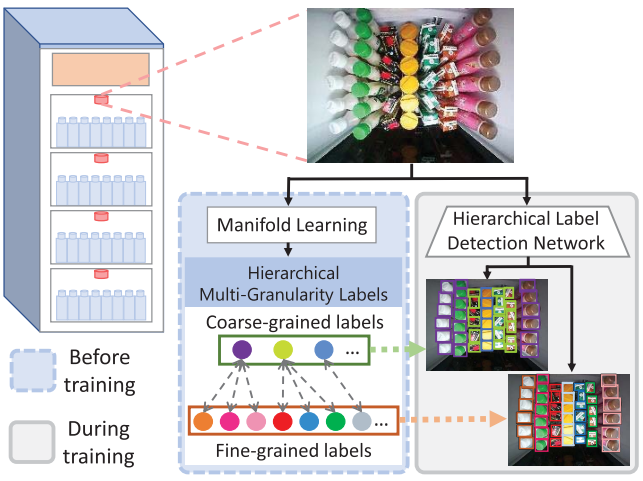 Manifold Learning
Hierarchical Label
Detection Network
Hierarchical
Multi-Granularity Labels
Coarse-grained labels
...
...
Fine-grained labels
Before
training
During
training